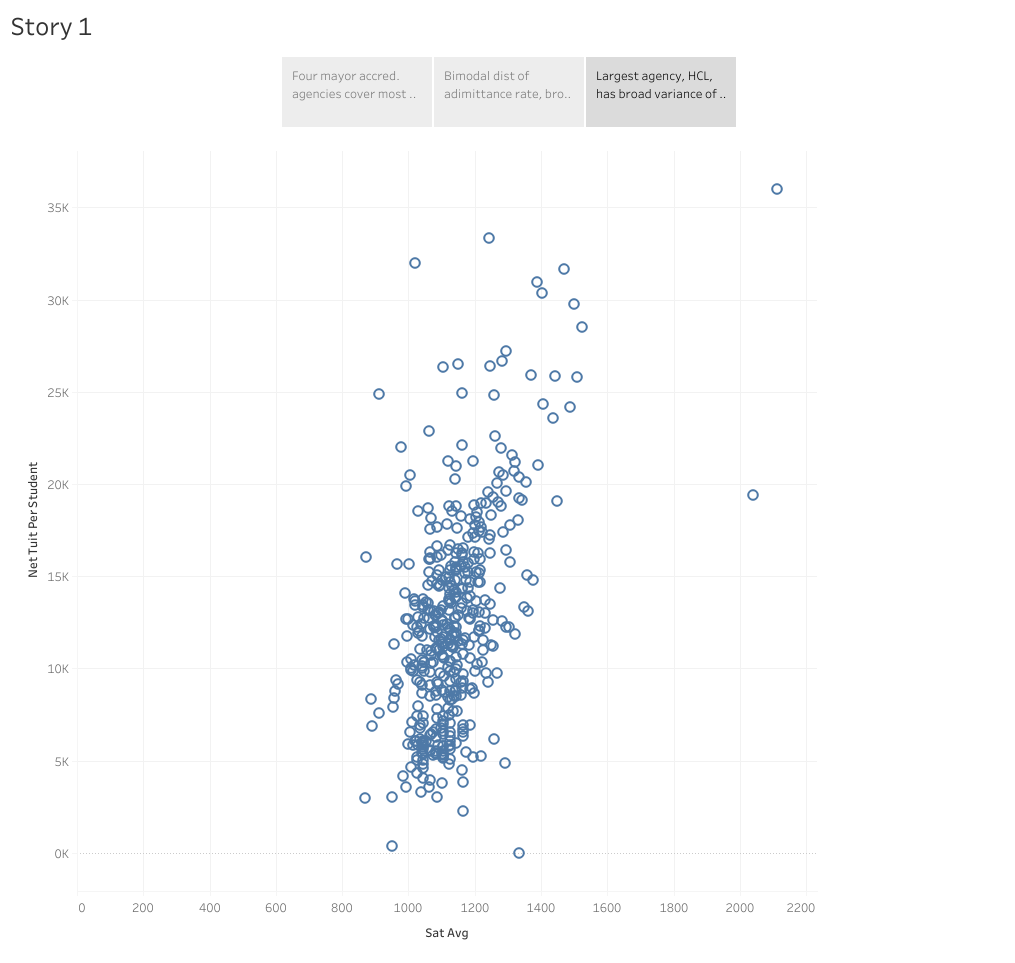 Story 1
Four mayor accred.
agencies cover most ..
Bimodal dist of
adimittance rate, bro..
Largest agency, HCL,
has broad variance of ..
35K
30K
25K
20K
15K
10K
5K
0K
Net Tuit Per Student
0 200 400 600 800 1000 1200 1400 1600 1800 2000 2200
Sat Avg